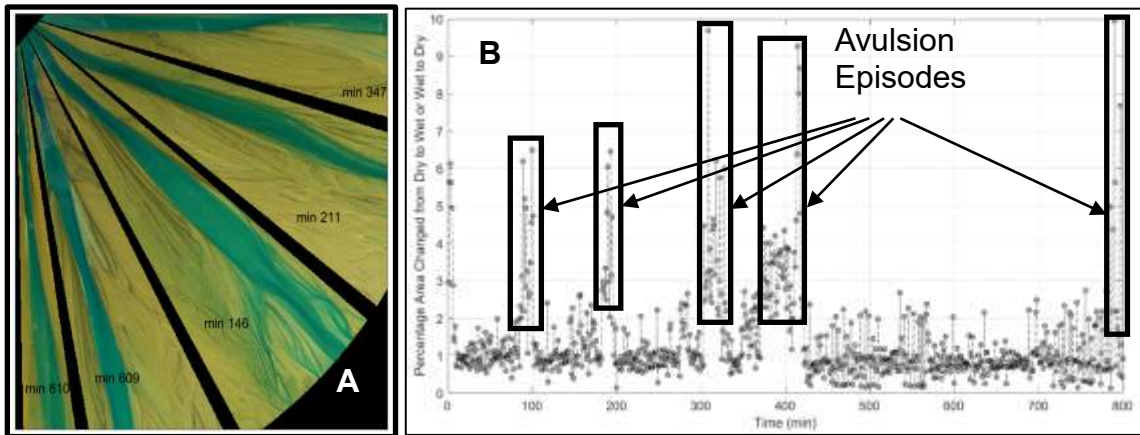 min 347
min 211
min 146
min 609
min 810
A
B
Avulsion
Episodes
Percentage Area Changed from Dry to Wet or Wet to Dry
10
9
8
7
6
5
4
3
2
1
0
0 100 200 300 400 500 600 700 800
Time (min)